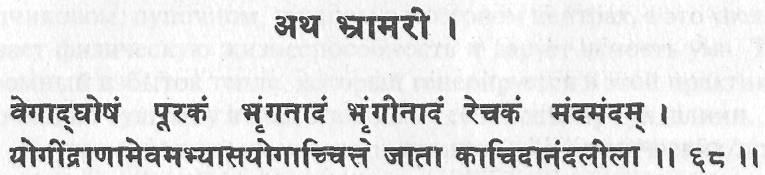 अथ भ्रामरी ।
वेगाद्घोषं पूरकं भृंगनादं भृंगीनादं रेचकं मंदमंदम् ।
योगींद्राणामेवमभ्यासयोगाच्चित्ते जाता काचिदानंदलीला ।। ६८ ।।